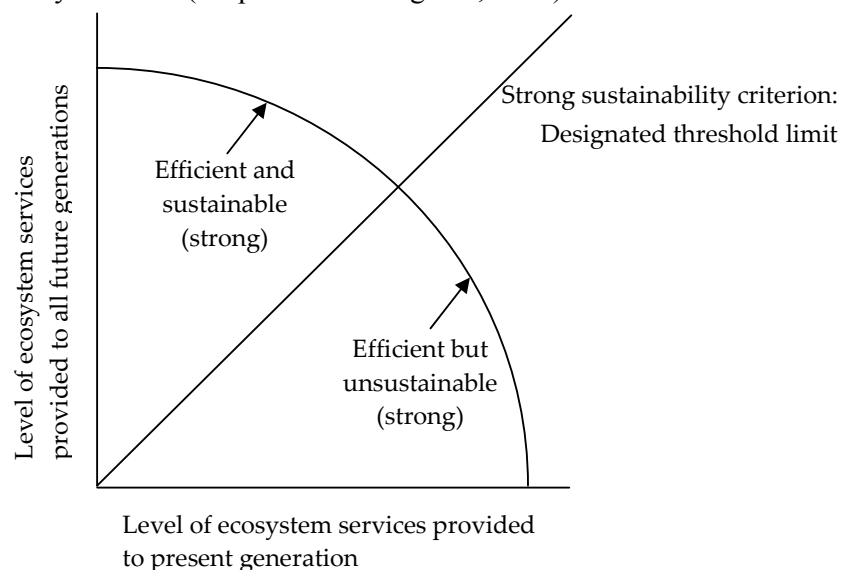 Strong sustainability criterion:
Designated threshold limit
Efficient and
sustainable
(strong)
Efficient but
unsustainable
(strong)
Level of ecosystem services
provided to all future generations
Level of ecosystem services provided
to present generation